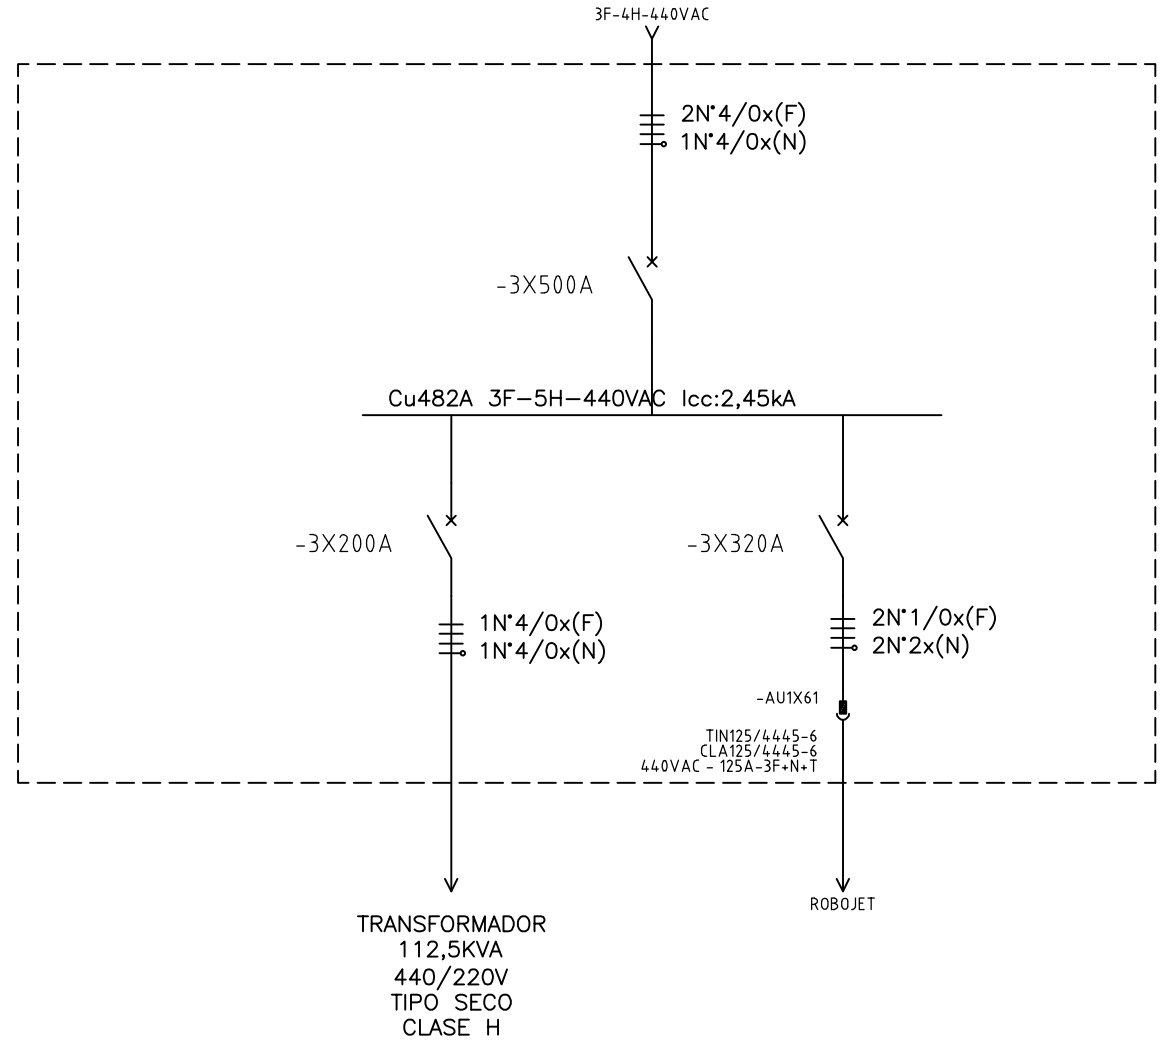 3F-4H-440VAC
2N°4/0x(F)
1N°4/0x(N)
-3X500A
Cu482A 3F-5H-440VAC Icc:2,45kA
-3X200A
-3X320A
1N°4/0x(F)
1N°4/0x(N)
2N°1/0x(F)
2N°2x(N)
-AU1X61
TIN125/4445-6
CLA125/4445-6
440VAC - 125A-3F+N+T
ROBOJET
TRANSFORMADOR
112,5KVA
440/220V
TIPO SECO
CLASE H